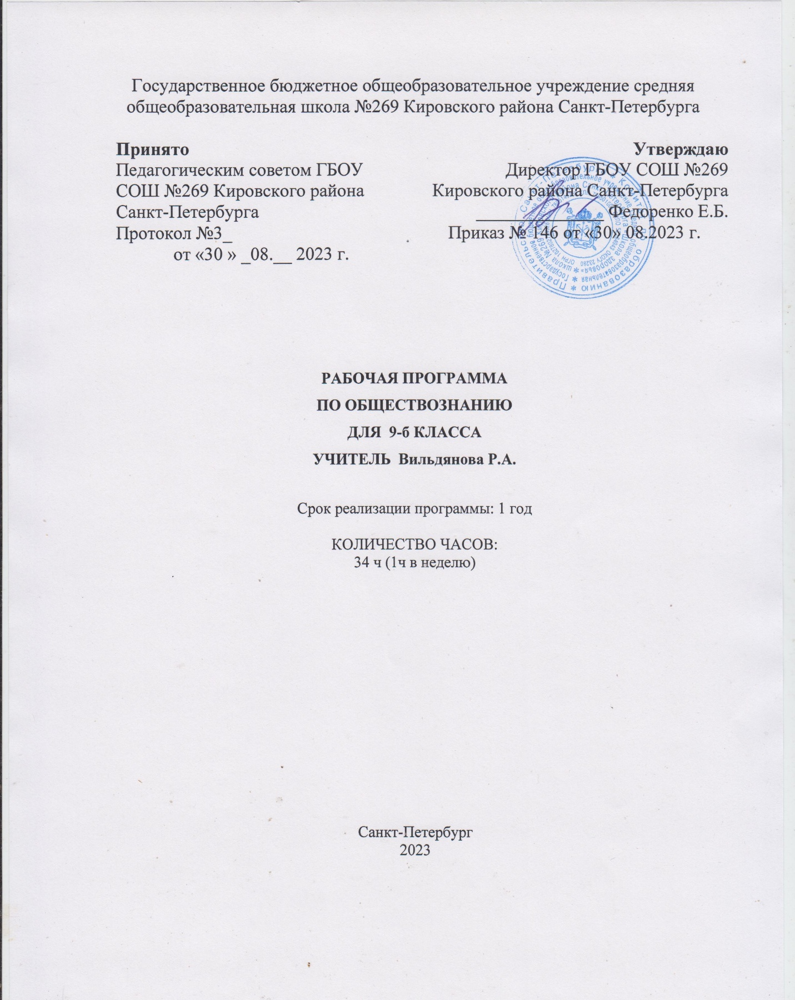 Государственное бюджетное общеобразовательное учреждение средняя
общеобразовательная школа №269 Кировского района Санкт-Петербурга
Принято
Педагогическим советом ГБОУ
СОШ №269 Кировского района
Санкт-Петербурга
Протокол №3_
от «30 » _08.__ 2023 г.
Утверждаю
Директор ГБОУ СОШ №269
Кировского района Санкт-Петербурга
_______________ Федоренко Е.Б.
Приказ № 146 от «30» 08.2023 г.
РАБОЧАЯ ПРОГРАММА
ПО ОБЩЕСТВОЗНАНИЮ
ДЛЯ 9-б КЛАССА
УЧИТЕЛЬ Вильдянова Р.А.
Срок реализации программы: 1 год
КОЛИЧЕСТВО ЧАСОВ:
34 ч (1ч в неделю)
Санкт-Петербург
2023